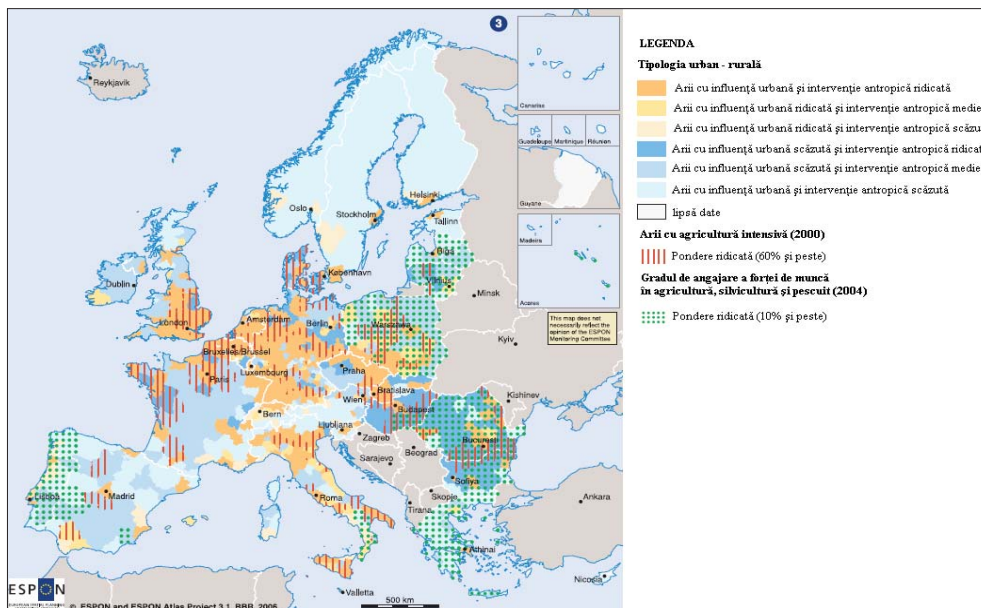 3
Reykjavik
Canarias
Guadeloupe Martinique Réunion
Guyane
Madeira
Acores
This map does not
necessarily reflect the
opinion of the ESPON
Monitoring Committee
Helsinki
Oslo
Stockholm
Tallinn
Riga
København
Vilnius
Minsk
Dublin
London
Amsterdam
Berlin
Warszawa
Kyiv
Bruxelles/Brussel
Luxembourg
Praha
Paris
Wien
Bratislava
Budapest
Kishinev
Bern
Ljubljana
Zagreb
Beograd
Bucuresti
Sarajevo
Sofiya
Skopje
Tirana
Ankara
Lisboa
Madrid
Roma
Athinai
Nicosia
Valletta
ESPON
© ESPON and ESPON Atlas Project 3.1, BBR, 2005
500 km
LEGENDA
Tipologia urban - rurală
Arii cu influenţă urbană şi intervenţie antropică ridicată
Arii cu influenţă urbană ridicată şi intervenţie antropică medie
Arii cu influenţă urbană ridicată şi intervenţie antropică scăzută
Arii cu influenţă urbană scăzută şi intervenţie antropică ridicată
Arii cu influenţă urbană scăzută şi intervenţie antropică medie
Arii cu influenţă urbană şi intervenţie antropică scăzută
lipsă date
Arii cu agricultură intensivă (2000)
Pondere ridicată (60% şi peste)
Gradul de angajare a forţei de muncă
în agricultură, silvicultură şi pescuit (2004)
Pondere ridicată (10% şi peste)